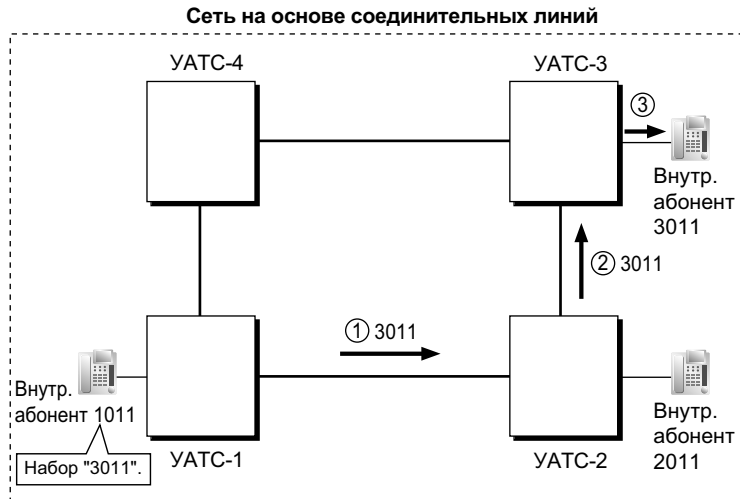 Сеть на основе соединительных линий
УАТС-4
УАТС-3
③
Внутр.
абонент
3011
② 3011
① 3011
Внутр.
абонент 1011
Набор "3011".
УАТС-1
УАТС-2
Внутр.
абонент
2011